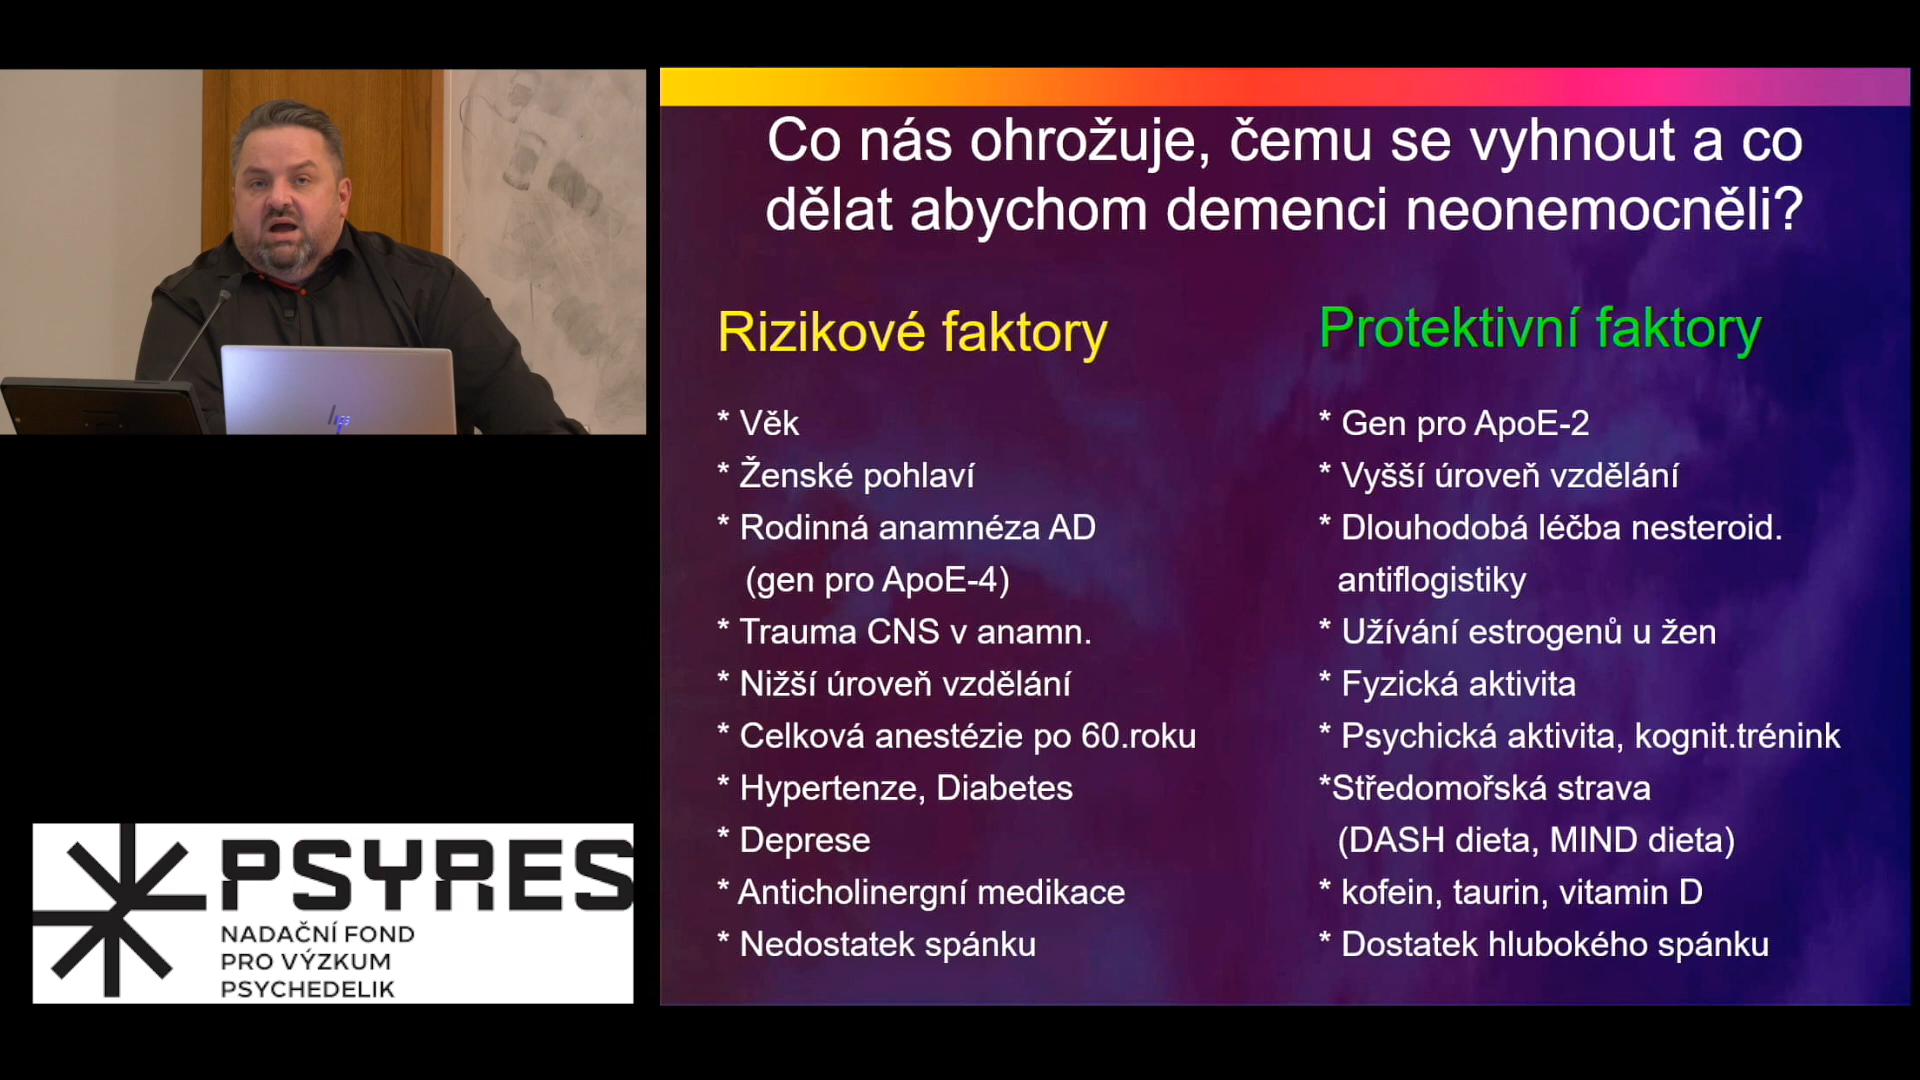 Co nás ohrožuje, čemu se vyhnout a co
dělat abychom demenci neonemocněli?
Rizikové faktory
* Věk
* Ženské pohlaví
* Rodinná anamnéza AD
(gen pro ApoE-4)
* Trauma CNS v anamn.
* Nižší úroveň vzdělání
* Celková anestézie po 60.roku
* Hypertenze, Diabetes
* Deprese
* Anticholinergní medikace
* Nedostatek spánku
Protektivní faktory
* Gen pro ApoE-2
* Vyšší úroveň vzdělání
* Dlouhodobá léčba nesteroid.
antiflogistiky
* Užívání estrogenů u žen
* Fyzická aktivita
* Psychická aktivita, kognit.trénink
*Středomořská strava
(DASH dieta, MIND dieta)
* kofein, taurin, vitamin D
* Dostatek hlubokého spánku
hp
PSYRES
NADAČNÍ FOND
PRO VÝZKUM
PSYCHEDELIK